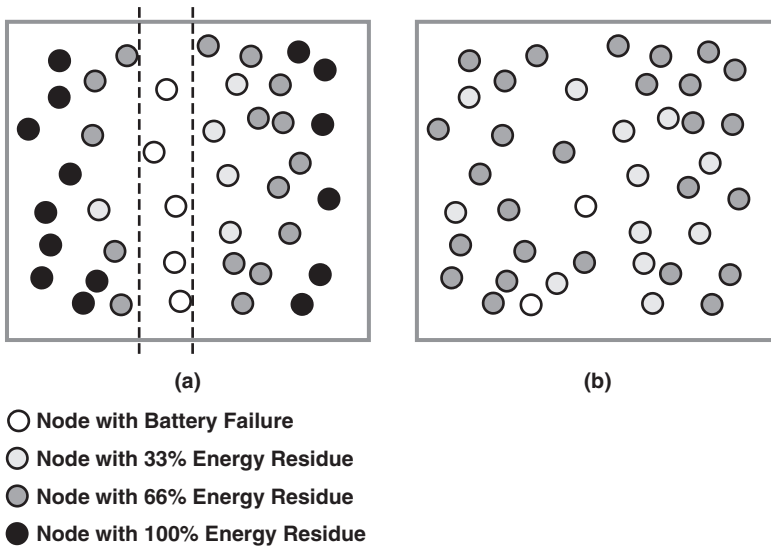 (a)
(b)
Node with Battery Failure
Node with 33% Energy Residue
Node with 66% Energy Residue
Node with 100% Energy Residue